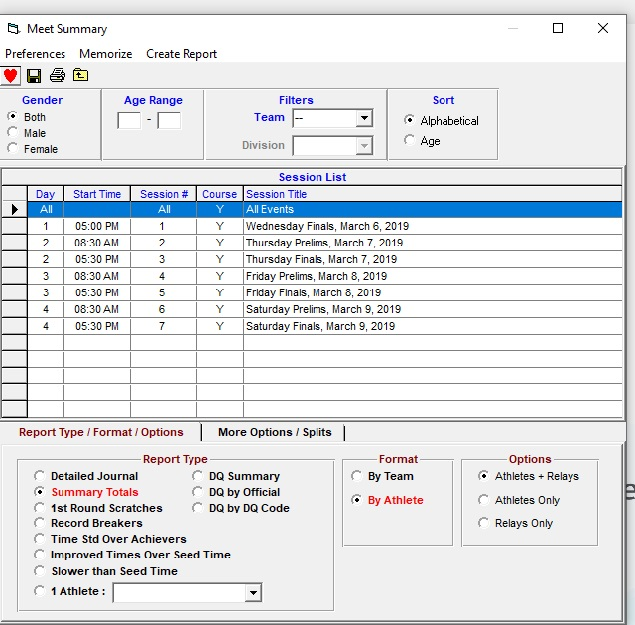 Meet Summary
Preferences Memorize Create Report
Gender
Both
Male
Female
Age Range
-
Filters
Team --
Division
Sort
Alphabetical
Age
Session List
Day Start Time Session # Course Session Title
All All Y All Events
1 05:00 PM 1 Y Wednesday Finals, March 6, 2019
2 08:30 AM 2 Y Thursday Prelims, March 7, 2019
2 05:30 PM 3 Y Thursday Finals, March 7, 2019
3 08:30 AM 4 Y Friday Prelims, March 8, 2019
3 05:30 PM 5 Y Friday Finals, March 8, 2019
4 08:30 AM 6 Y Saturday Prelims, March 9, 2019
4 05:30 PM 7 Y Saturday Finals, March 9, 2019
Report Type / Format / Options More Options / Splits
Report Type
Detailed Journal
Summary Totals
1st Round Scratches
Record Breakers
Time Std Over Achievers
Improved Times Over Seed Time
Slower than Seed Time
1 Athlete :
DQ Summary
DQ by Official
DQ by DQ Code
Format
By Team
By Athlete
Options
Athletes + Relays
Athletes Only
Relays Only
e